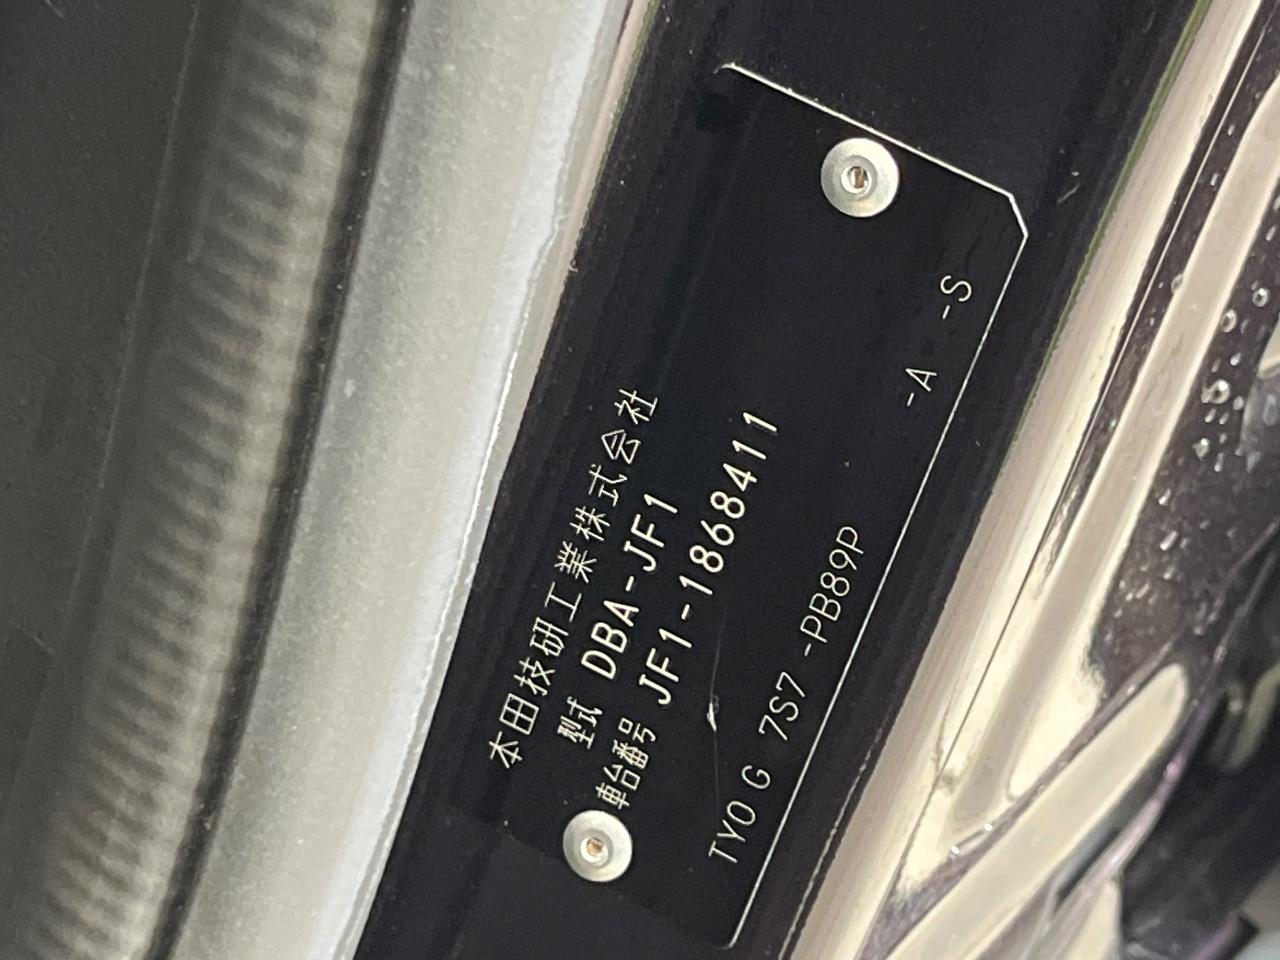 本田技研工業株式会社
型式 DBA-JF1
車台番号 JF1-1868411
TYO G 7S7 -PB89P -A -S